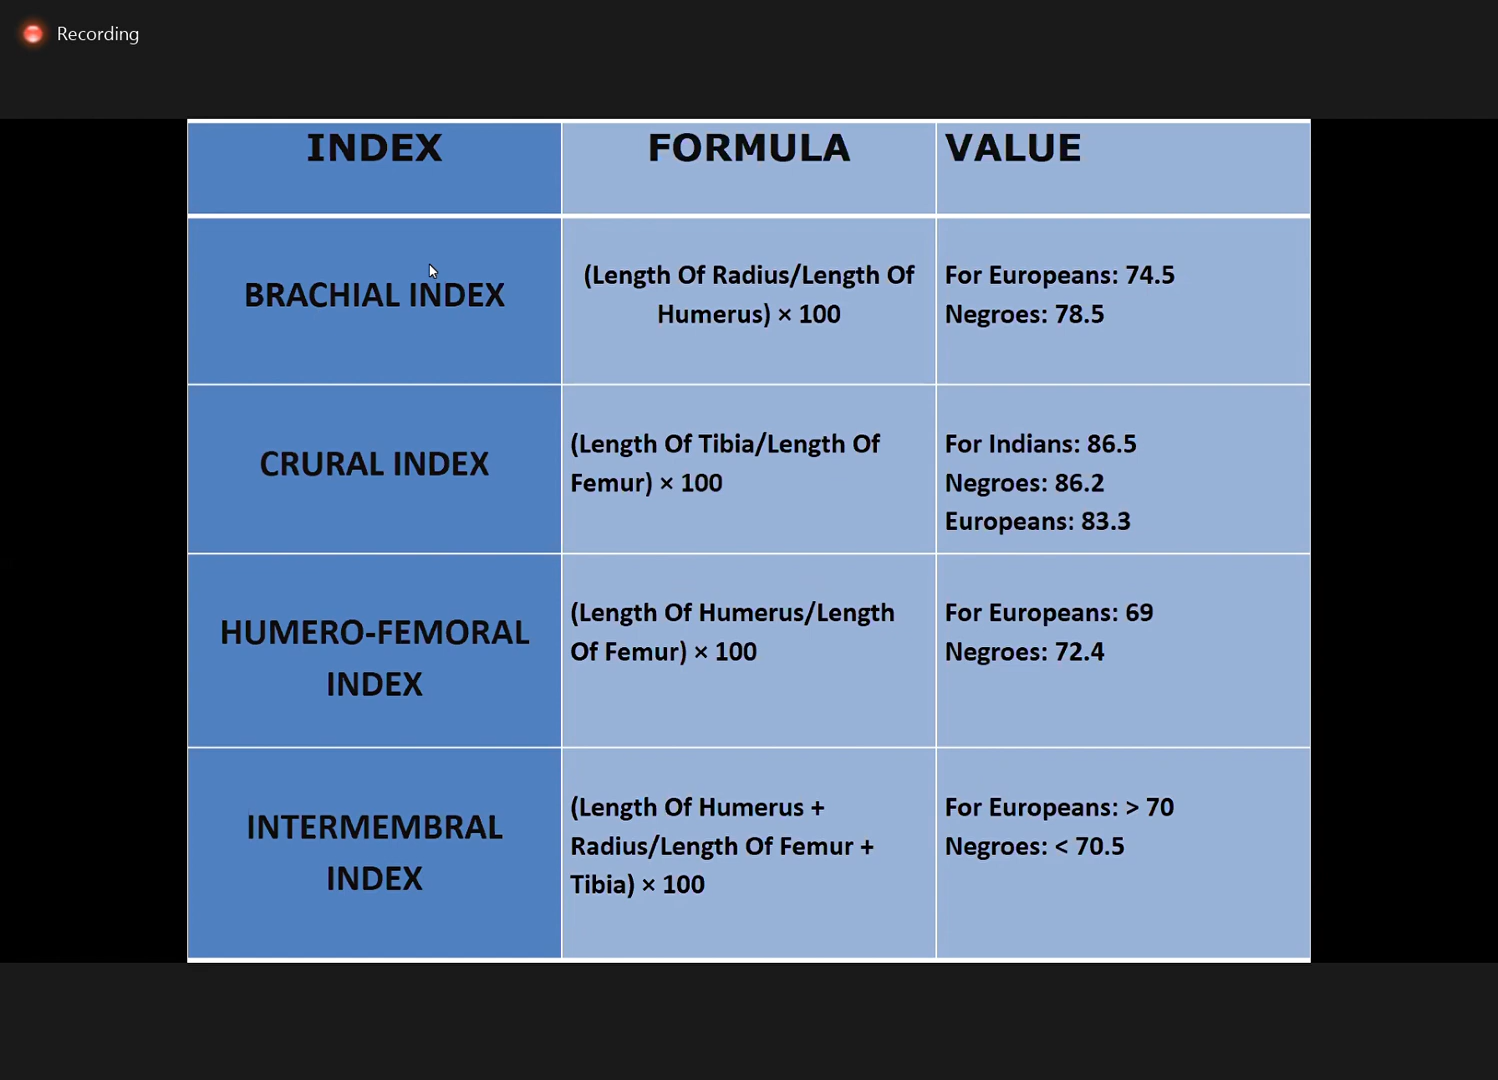 Recording
INDEX
FORMULA
VALUE
BRACHIAL INDEX
(Length Of Radius/Length Of
Humerus) × 100
For Europeans: 74.5
Negroes: 78.5
CRURAL INDEX
(Length Of Tibia/Length Of
Femur) × 100
For Indians: 86.5
Negroes: 86.2
Europeans: 83.3
HUMERO-FEMORAL
INDEX
(Length Of Humerus/Length
Of Femur) × 100
For Europeans: 69
Negroes: 72.4
INTERMEMBRAL
INDEX
(Length Of Humerus +
Radius/Length Of Femur +
Tibia) × 100
For Europeans: > 70
Negroes: < 70.5